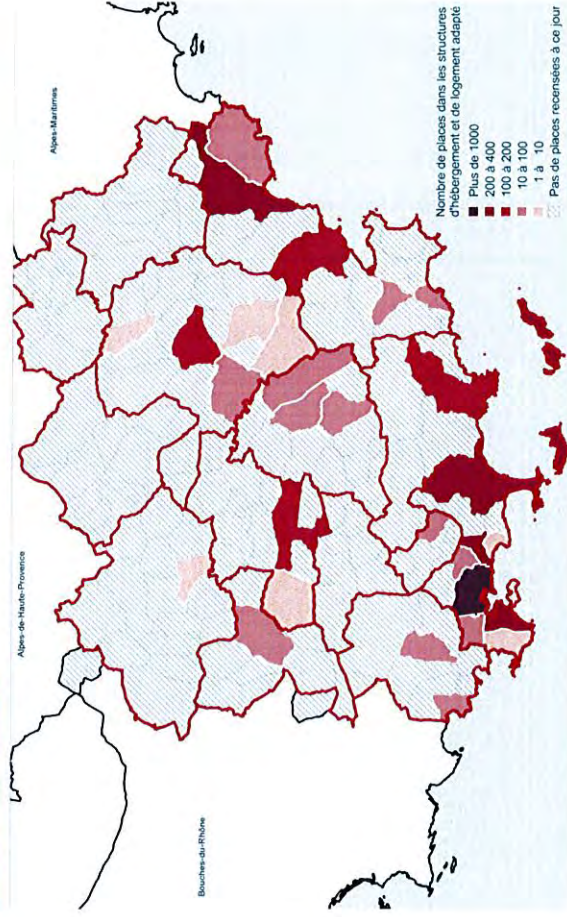 Alpes-de-Haute-Provence
Alpes-Maritimes
Bouches-du-Rhône
Nombre de places dans les structures
d'hébergement et de logement adapté
Plus de 1000
200 à 400
100 à 200
10 à 100
1 à 10
Pas de places recensées à ce jour